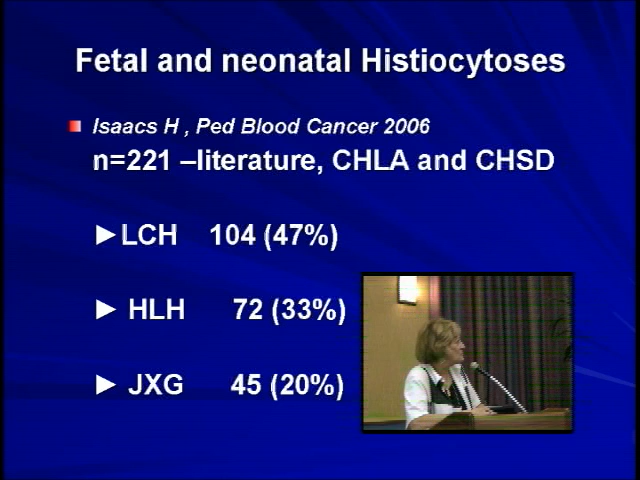 Fetal and neonatal Histiocytoses
Isaacs H , Ped Blood Cancer 2006
n=221 –literature, CHLA and CHSD
►LCH 104 (47%)
► HLH 72 (33%)
► JXG 45 (20%)